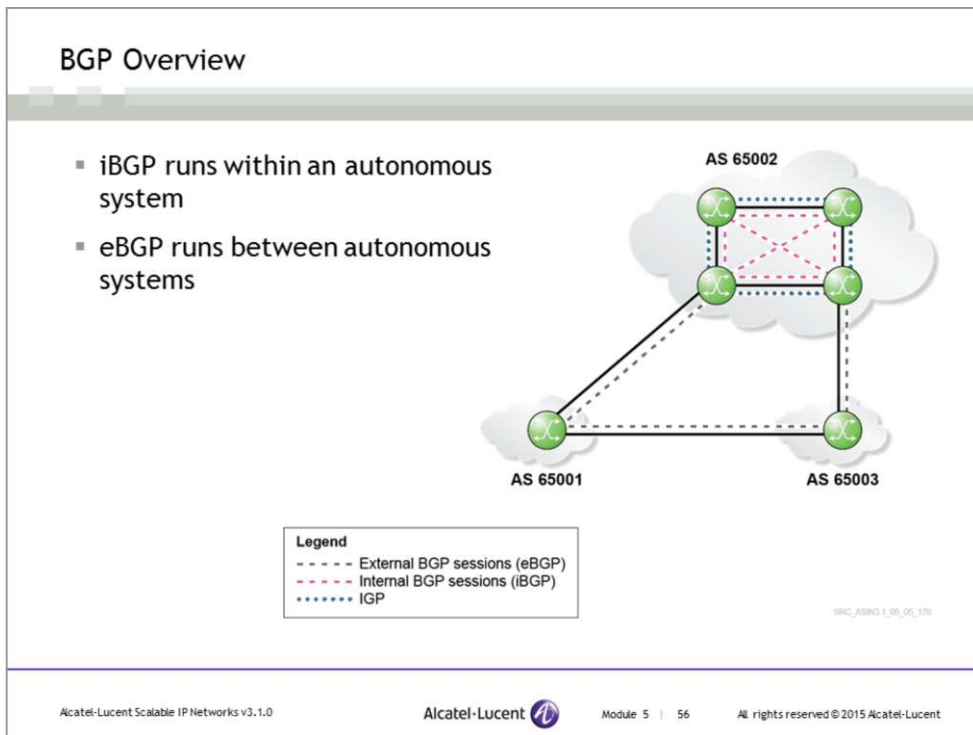 BGP Overview
▪ iBGP runs within an autonomous
system
▪ eBGP runs between autonomous
systems
AS 65002
AS 65001
AS 65003
Legend
External BGP sessions (eBGP)
Internal BGP sessions (iBGP)
IGP
SRC_ASIN3.1_05_05_170
Alcatel-Lucent Scalable IP Networks v3.1.0
Alcatel·Lucent
Module 5 | 56
All rights reserved © 2015 Alcatel-Lucent